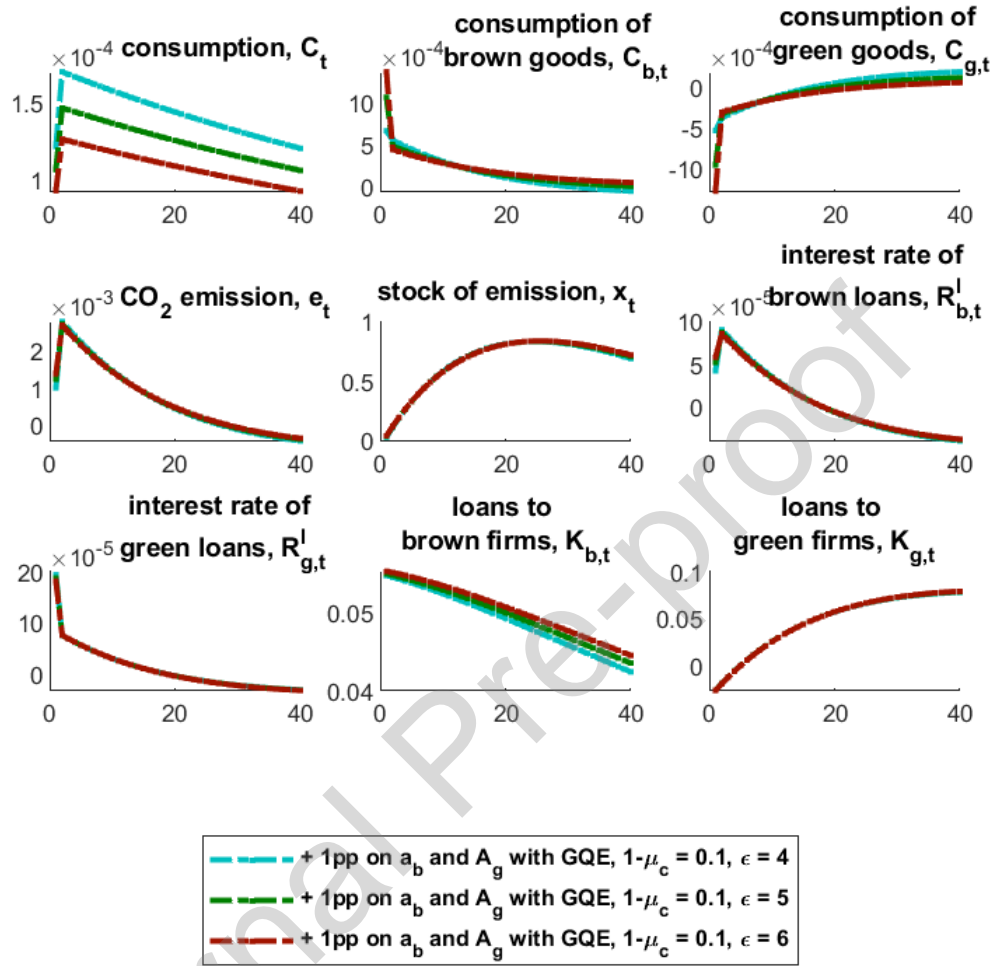 consumption, C_t
×10^-4
1.5
1
0 20 40
consumption of
brown goods, C_b,t
×10^-4
10
5
0
0 20 40
consumption of
green goods, C_g,t
×10^-4
0
-5
-10
0 20 40
CO_2 emission, e_t
×10^-3
2
1
0
0 20 40
stock of emission, x_t
1
0.5
0
0 20 40
interest rate of
brown loans, R^l_b,t
×10^-5
10
5
0
0 20 40
interest rate of
green loans, R^l_g,t
×10^-5
20
10
0
0 20 40
loans to
brown firms, K_b,t
0.05
0.04
0 20 40
loans to
green firms, K_g,t
0.1
0.05
0
0 20 40
+ 1pp on a_b and A_g with GQE, 1-μ_c = 0.1, ϵ = 4
+ 1pp on a_b and A_g with GQE, 1-μ_c = 0.1, ϵ = 5
+ 1pp on a_b and A_g with GQE, 1-μ_c = 0.1, ϵ = 6
rnal Pre-proof